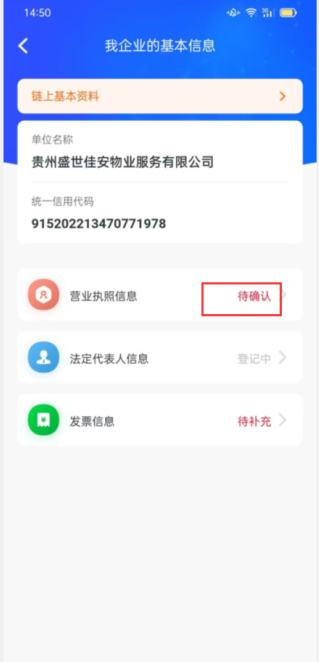 14:50
我企业的基本信息
链上基本资料
单位名称
贵州盛世佳安物业服务有限公司
统一信用代码
915202213470771978
营业执照信息
待确认
法定代表人信息
登记中
发票信息
待补充